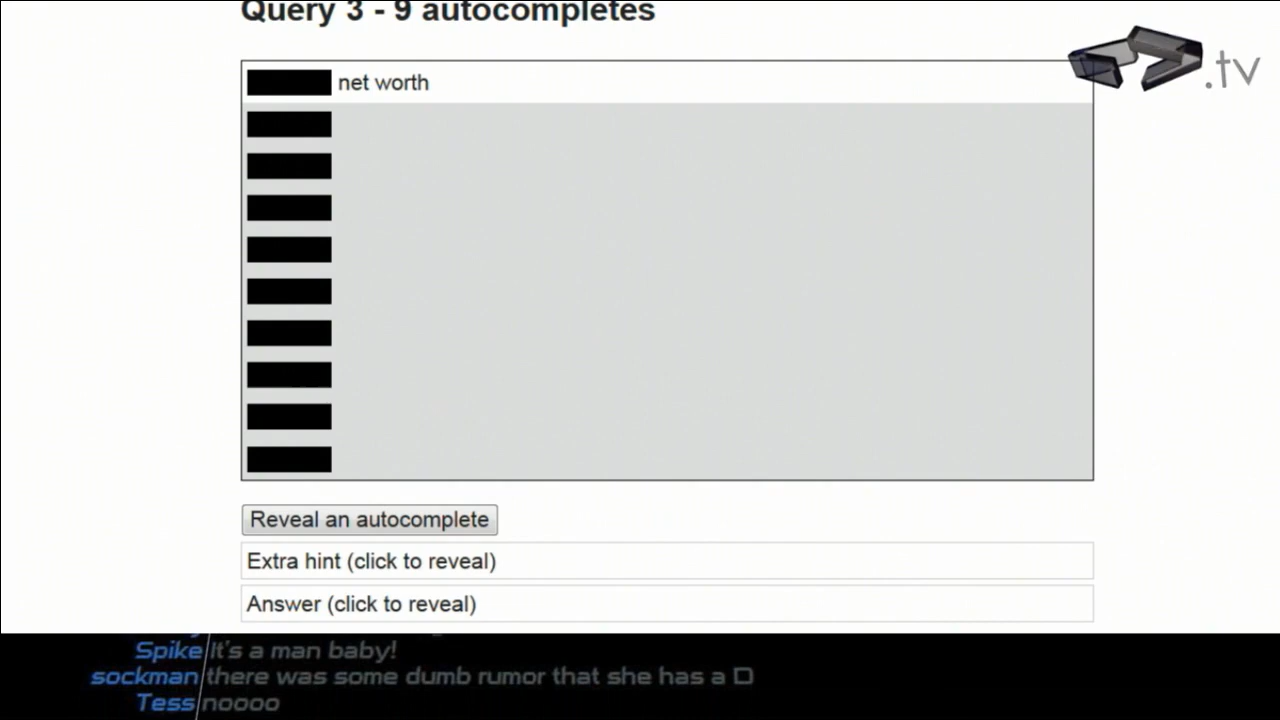 Query 3 - 9 autocompletes
.tv
net worth
Reveal an autocomplete
Extra hint (click to reveal)
Answer (click to reveal)
Spike It's a man baby!
sockman there was some dumb rumor that she has a D
Tess noooo